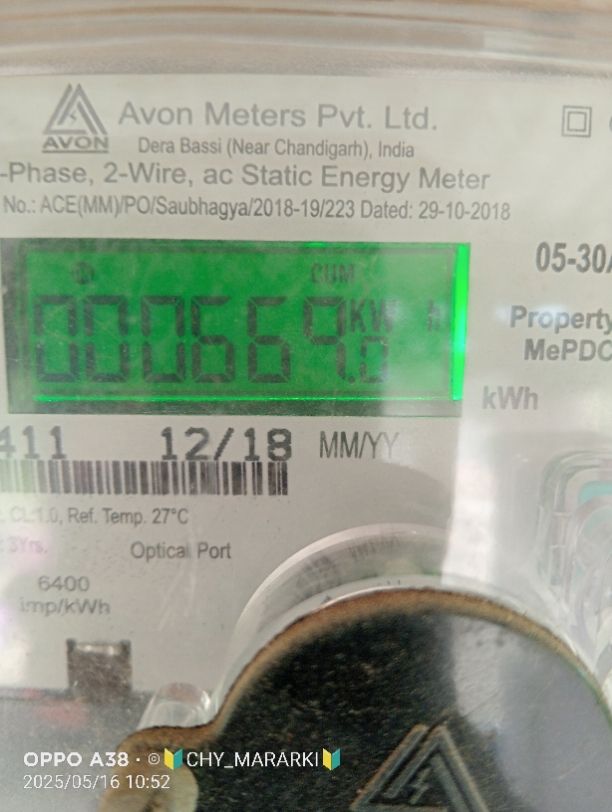 Avon Meters Pvt. Ltd.
AVON
Dera Bassi (Near Chandigarh), India
-Phase, 2-Wire, ac Static Energy Meter
No.: ACE(MM)/PO/Saubhagya/2018-19/223 Dated: 29-10-2018
05-30/
CUM
000669.0 KW h
Property
MePDC
kWh
411 12/18 MM/YY
CL1.0, Ref. Temp. 27°C
3Yrs. Optical Port
6400
imp/kWh
OPPO A38 · © 🔰CHY_MARARKI🔰
2025/05/16 10:52